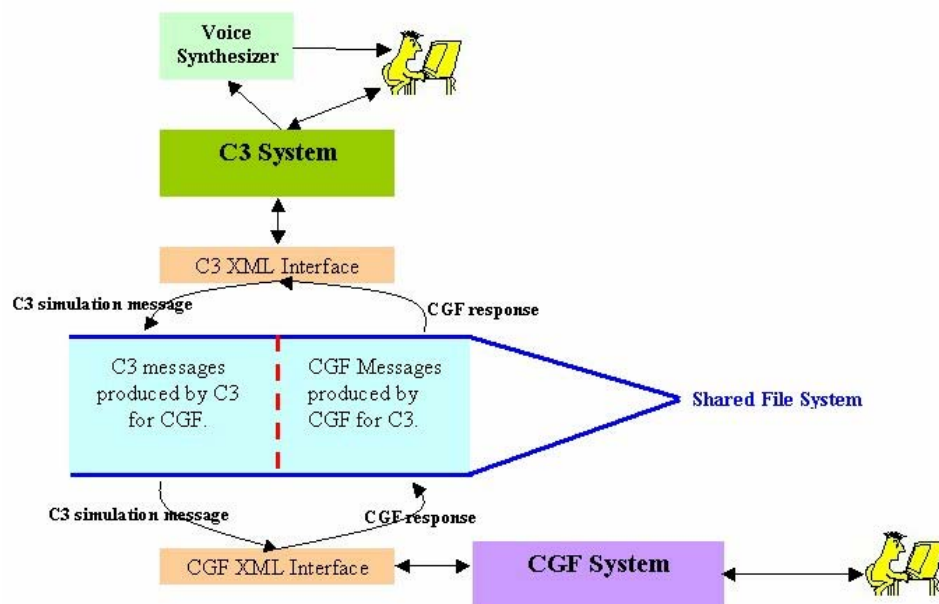 Voice
Synthesizer
C3 System
C3 XML Interface
C3 simulation message
CGF response
C3 messages
produced by C3
for CGF.
CGF Messages
produced by
CGF for C3.
Shared File System
C3 simulation message
CGF response
CGF XML Interface
CGF System